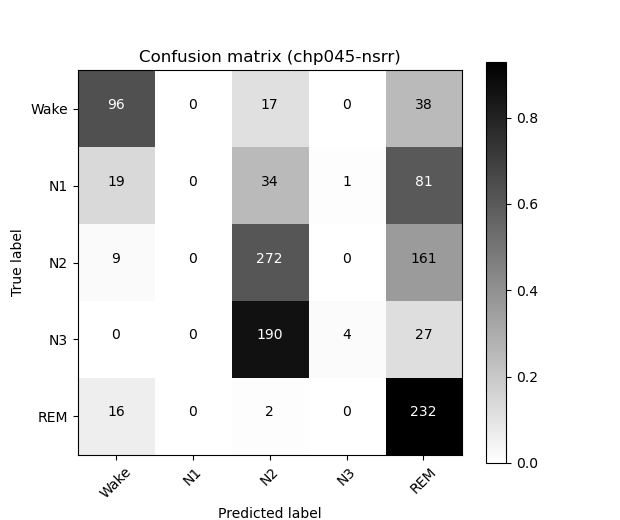 Confusion matrix (chp045-nsrr)
Wake 96 0 17 0 38
N1 19 0 34 1 81
N2 9 0 272 0 161
N3 0 0 190 4 27
REM 16 0 2 0 232
Wake N1 N2 N3 REM
Predicted label
True label
0.8
0.6
0.4
0.2
0.0